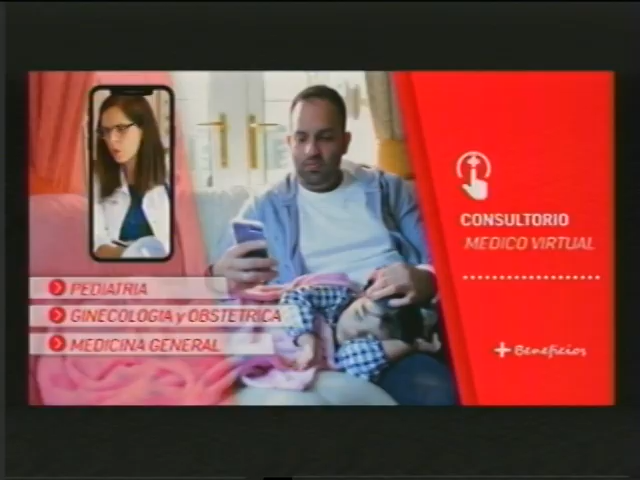 PEDIATRIA
GINECOLOGIA y OBSTETRICA
MEDICINA GENERAL
CONSULTORIO
MEDICO VIRTUAL
+ Beneficios